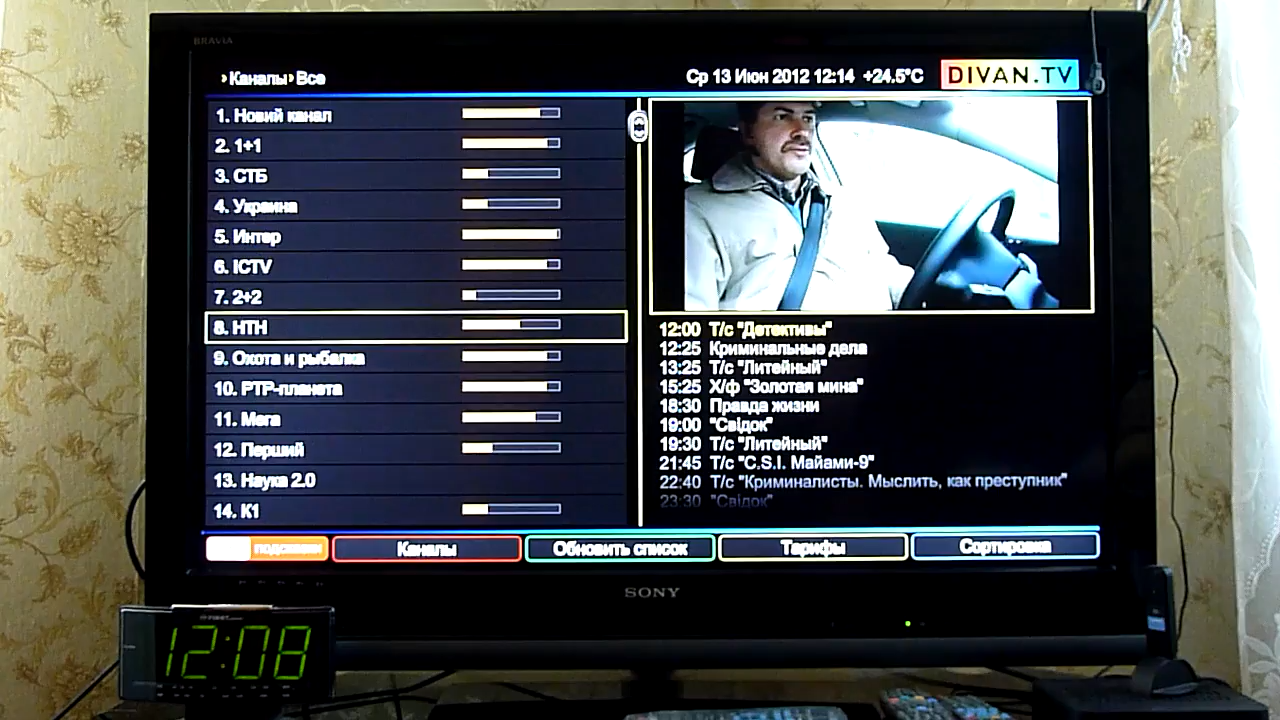 BRAVIA
Каналы Все
Ср 13 Июн 2012 12:14 +24.5°C
DIVAN.TV
1. Новий канал
2. 1+1
3. СТБ
4. Украина
5. Интер
6. ICTV
7. 2+2
8. НТН
9. Охота и рыбалка
10. РТР-планета
11. Мега
12. Перший
13. Наука 2.0
14. К1
12:00 Т/с "Детективы"
12:25 Криминальные дела
13:25 Т/с "Литейный"
15:25 Х/ф "Золотая мина"
18:30 Правда жизни
19:00 "Свідок"
19:30 Т/с "Литейный"
21:45 Т/с "C.S.I. Майами-9"
22:40 Т/с "Криминалисты. Мыслить, как преступник"
23:30 "Свідок"
Каналы
Обновить список
Тарифы
Сортировка
SONY
12:08